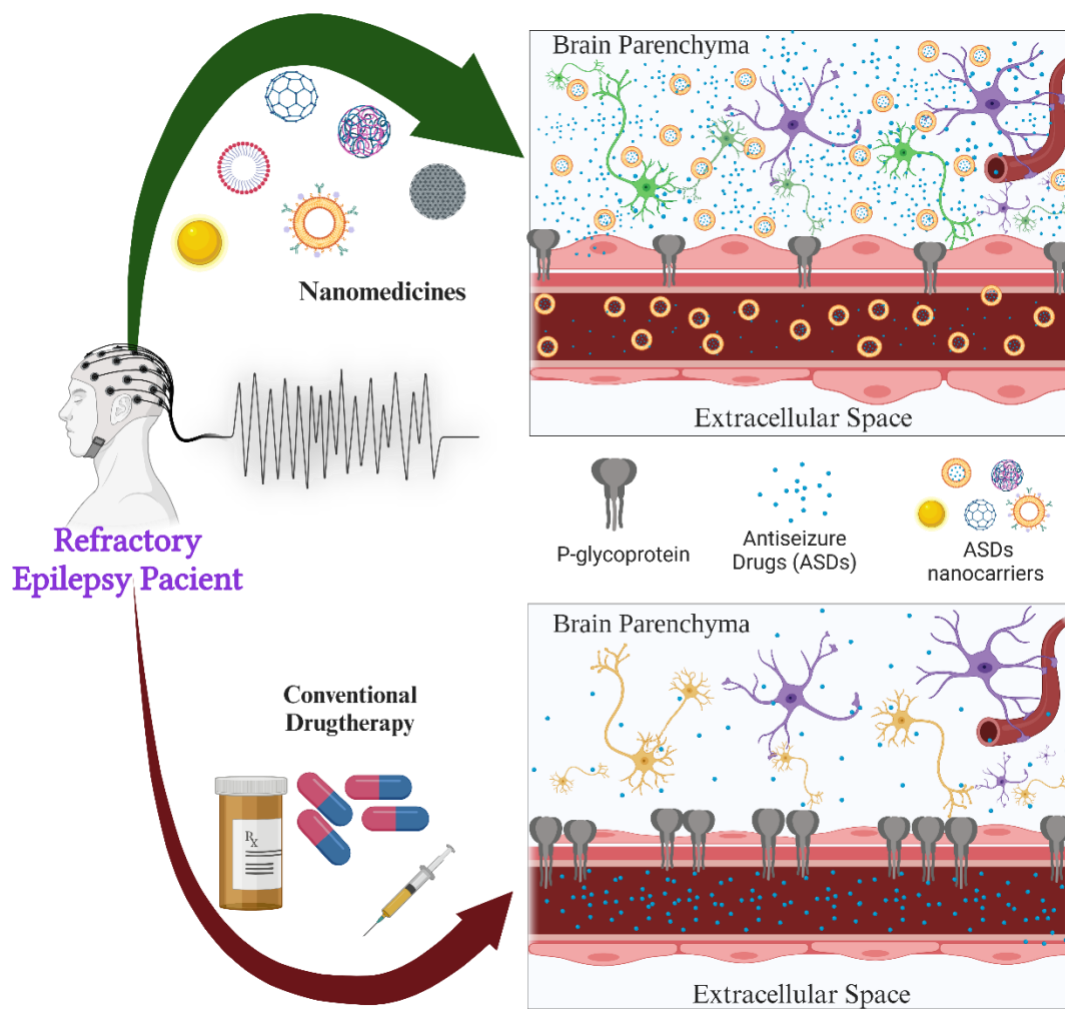 Brain Parenchyma
Nanomedicines
Extracellular Space
Refractory
Epilepsy Pacient
P-glycoprotein
Antiseizure
Drugs (ASDs)
ASDs
nanocarriers
Brain Parenchyma
Conventional
Drugtherapy
Rx
Extracellular Space